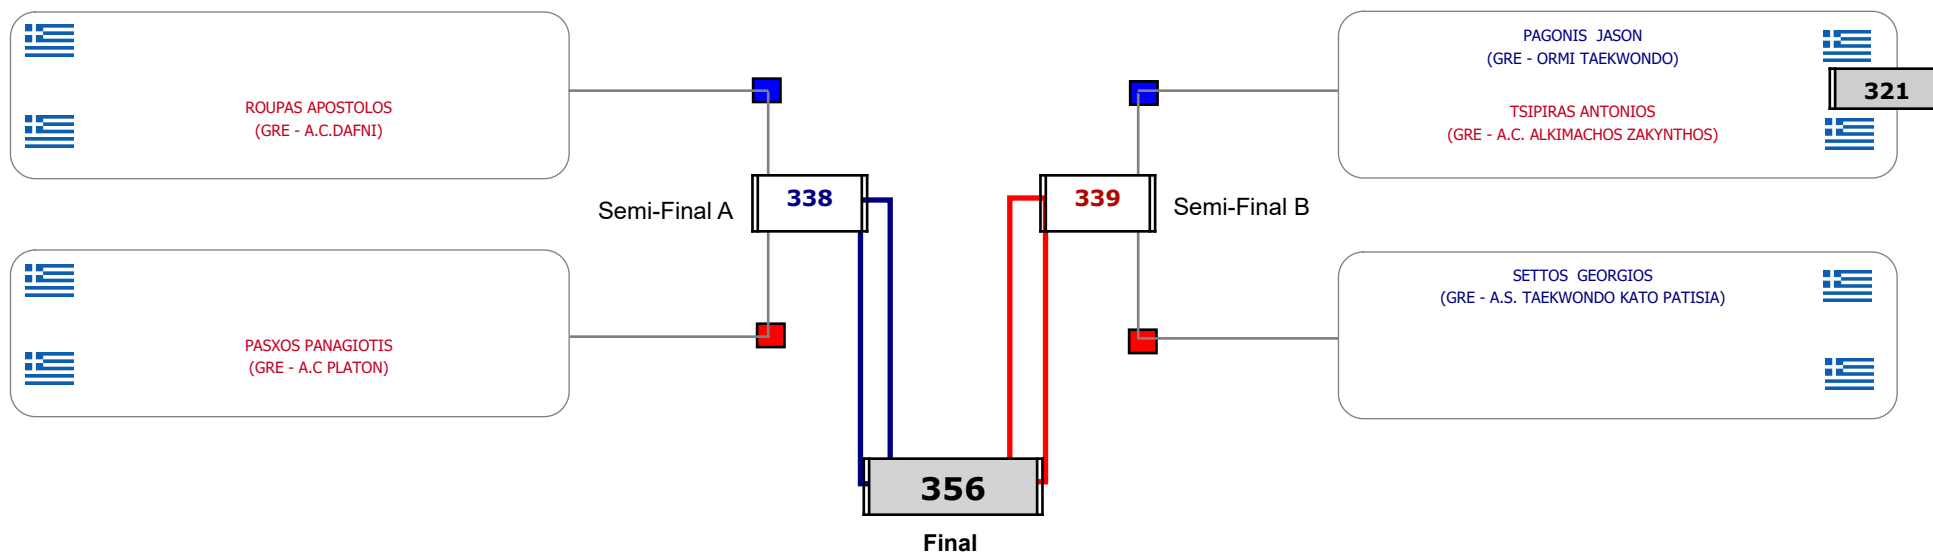 ROUPAS APOSTOLOS
(GRE - A.C.DAFNI)
PASXOS PANAGIOTIS
(GRE - A.C PLATON)
Semi-Final A
338
356
Final
339
Semi-Final B
PAGONIS  JASON
(GRE - ORMI TAEKWONDO)
321
TSIPIRAS ANTONIOS
(GRE - A.C. ALKIMACHOS ZAKYNTHOS)
SETTOS  GEORGIOS
(GRE - A.S. TAEKWONDO KATO PATISIA)